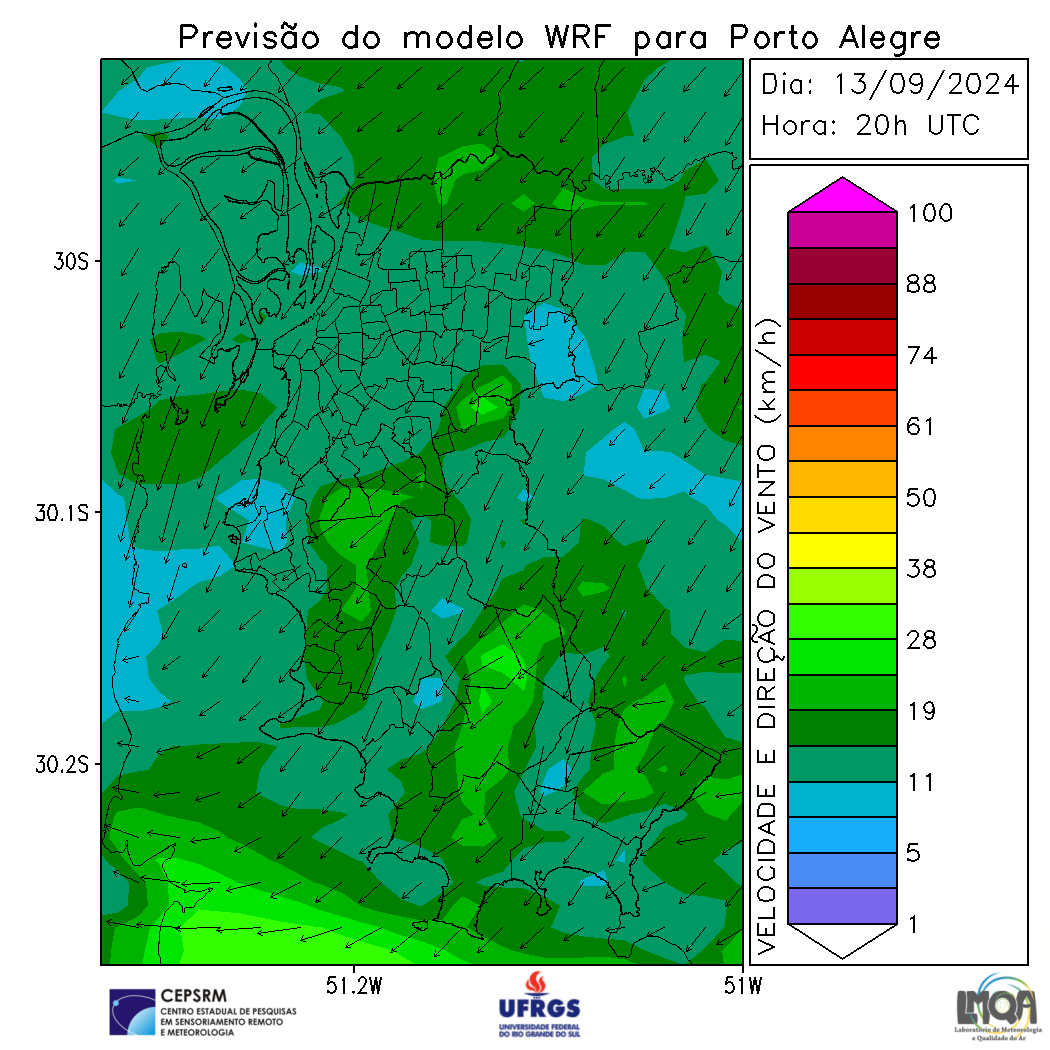 Previsão do modelo WRF para Porto Alegre
Dia: 13/09/2024
Hora: 20h UTC
30S
30.1S
30.2S
51.2W
51W
VELOCIDADE E DIREÇÃO DO VENTO (km/h)
100
88
74
61
50
38
28
19
11
5
1
CEPSRM
CENTRO ESTADUAL DE PESQUISAS
EM SENSORIAMENTO REMOTO
E METEOROLOGIA
UFRGS
UNIVERSIDADE FEDERAL
DO RIO GRANDE DO SUL
LMQA
Laboratório de Meteorologia
e Qualidade do Ar